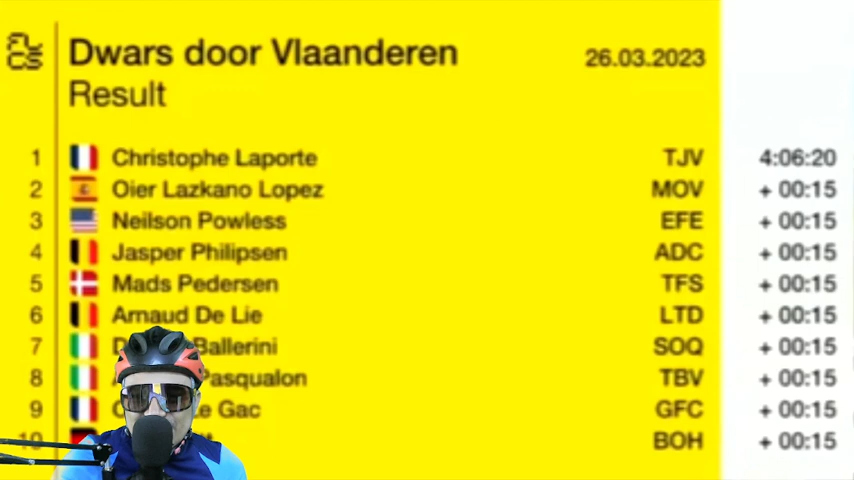 Dwars door Vlaanderen 26.03.2023
Result
1 Christophe Laporte TJV 4:06:20
2 Oier Lazkano Lopez MOV + 00:15
3 Neilson Powless EFE + 00:15
4 Jasper Philipsen ADC + 00:15
5 Mads Pedersen TFS + 00:15
6 Arnaud De Lie LTD + 00:15
7 Ballerini SOQ + 00:15
8 Pasqualon TBV + 00:15
9 Le Gac GFC + 00:15
10 BOH + 00:15